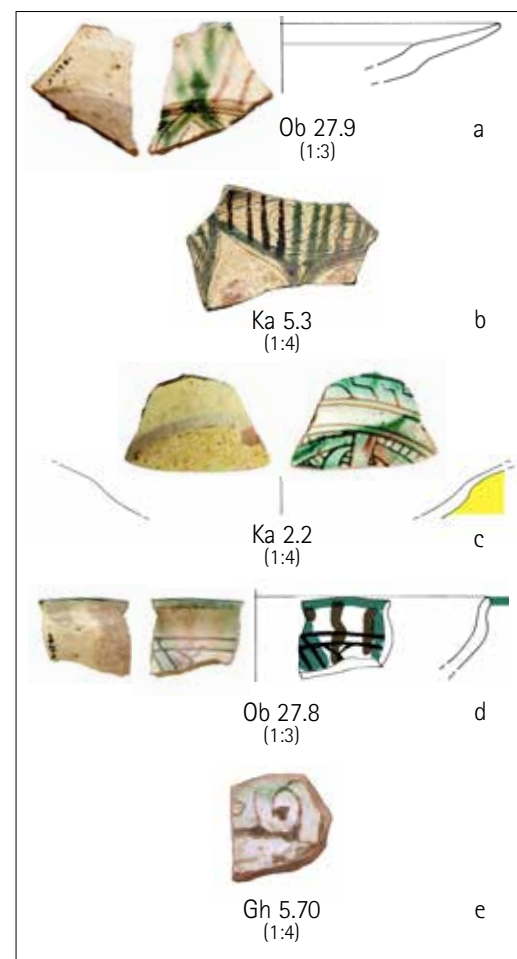 Ob 27.9
(1:3)
a
Ka 5.3
(1:4)
b
Ka 2.2
(1:4)
c
Ob 27.8
(1:3)
d
Gh 5.70
(1:4)
e